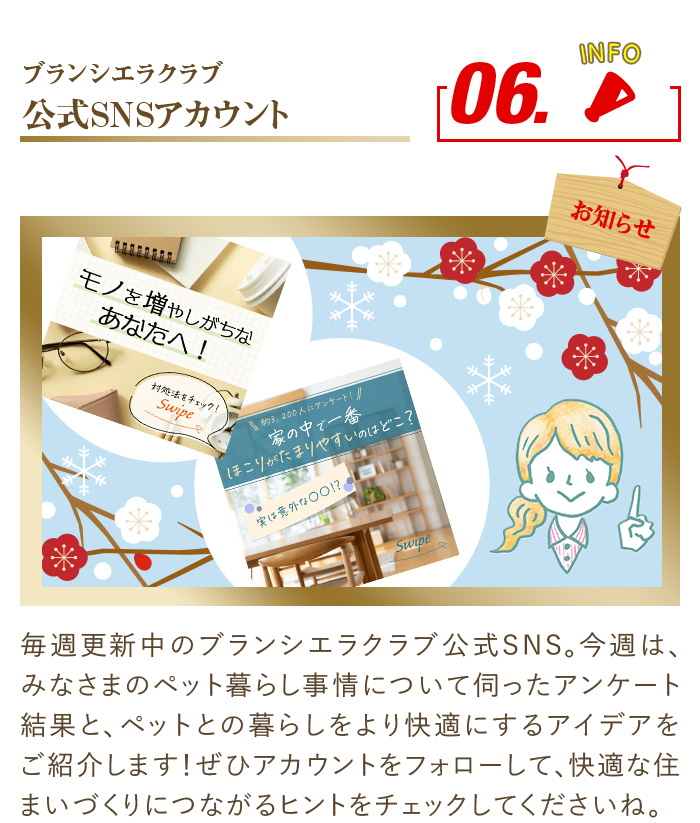 ブランシエラクラブ
公式SNSアカウント
06.
INFO
お知らせ
モノを増やしがちな
あなたへ！
対処法をチェック！
Swipe
約3,200人にアンケート！
家の中で一番
ほこりがたまりやすいのはどこ？
実は意外な〇〇!?
Swipe
毎週更新中のブランシエラクラブ公式SNS。今週は、
みなさまのペット暮らし事情について伺ったアンケート
結果と、ペットとの暮らしをより快適にするアイデアを
ご紹介します！ぜひアカウントをフォローして、快適な住
まいづくりにつながるヒントをチェックしてくださいね。